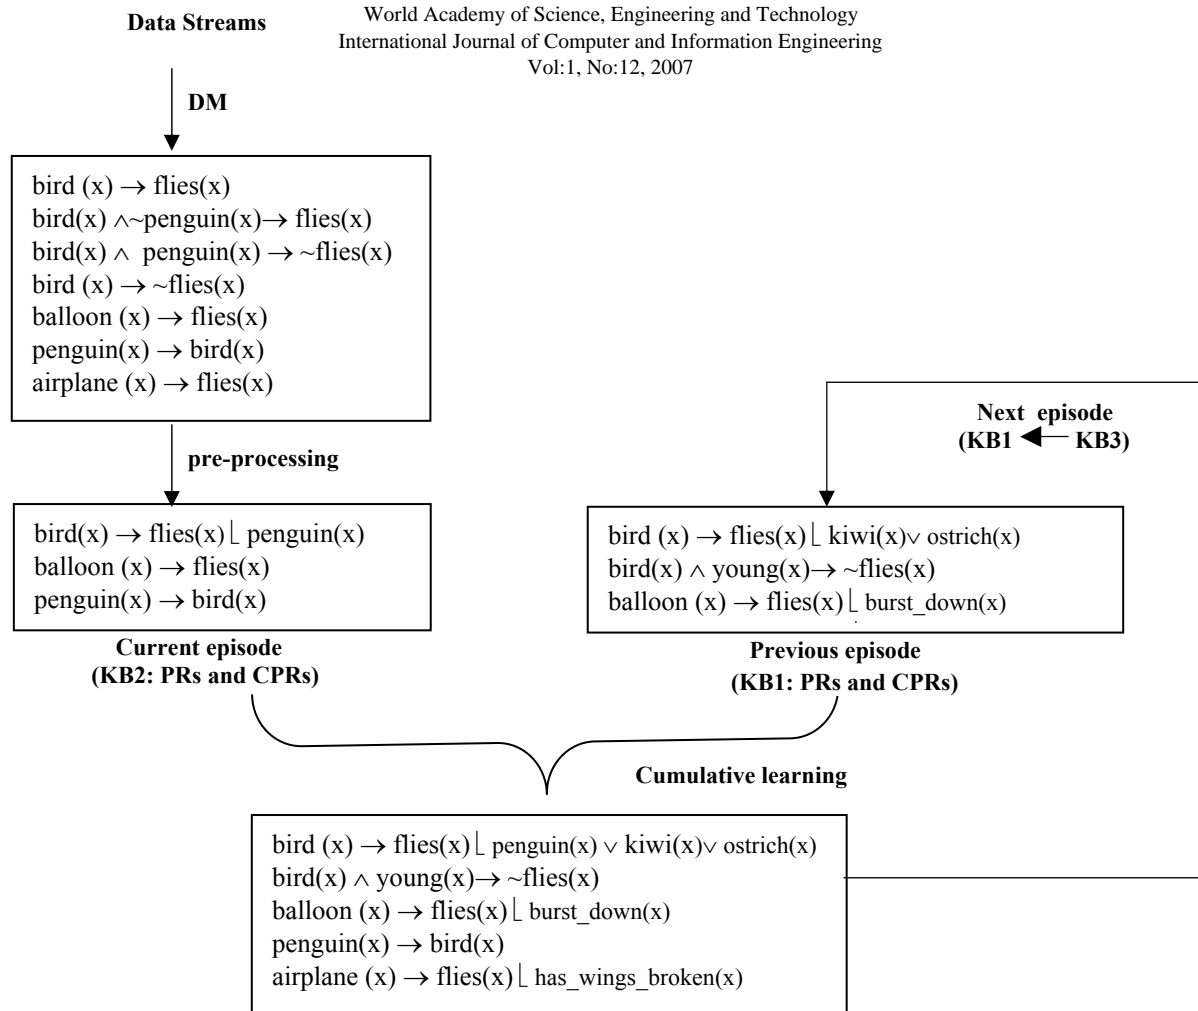 World Academy of Science, Engineering and Technology
International Journal of Computer and Information Engineering
Vol:1, No:12, 2007
Data Streams
DM
bird (x) → flies(x)
bird(x) ∧~penguin(x)→ flies(x)
bird(x) ∧ penguin(x) → ~flies(x)
bird (x) → ~flies(x)
balloon (x) → flies(x)
penguin(x) → bird(x)
airplane (x) → flies(x)
pre-processing
bird(x) → flies(x)⌊ penguin(x)
balloon (x) → flies(x)
penguin(x) → bird(x)
Current episode
(KB2: PRs and CPRs)
Next episode
(KB1 ← KB3)
bird (x) → flies(x)⌊ kiwi(x)∨ ostrich(x)
bird(x) ∧ young(x)→ ~flies(x)
balloon (x) → flies(x)⌊ burst_down(x)
Previous episode
(KB1: PRs and CPRs)
Cumulative learning
bird (x) → flies(x)⌊ penguin(x) ∨ kiwi(x)∨ ostrich(x)
bird(x) ∧ young(x)→ ~flies(x)
balloon (x) → flies(x)⌊ burst_down(x)
penguin(x) → bird(x)
airplane (x) → flies(x)⌊ has_wings_broken(x)